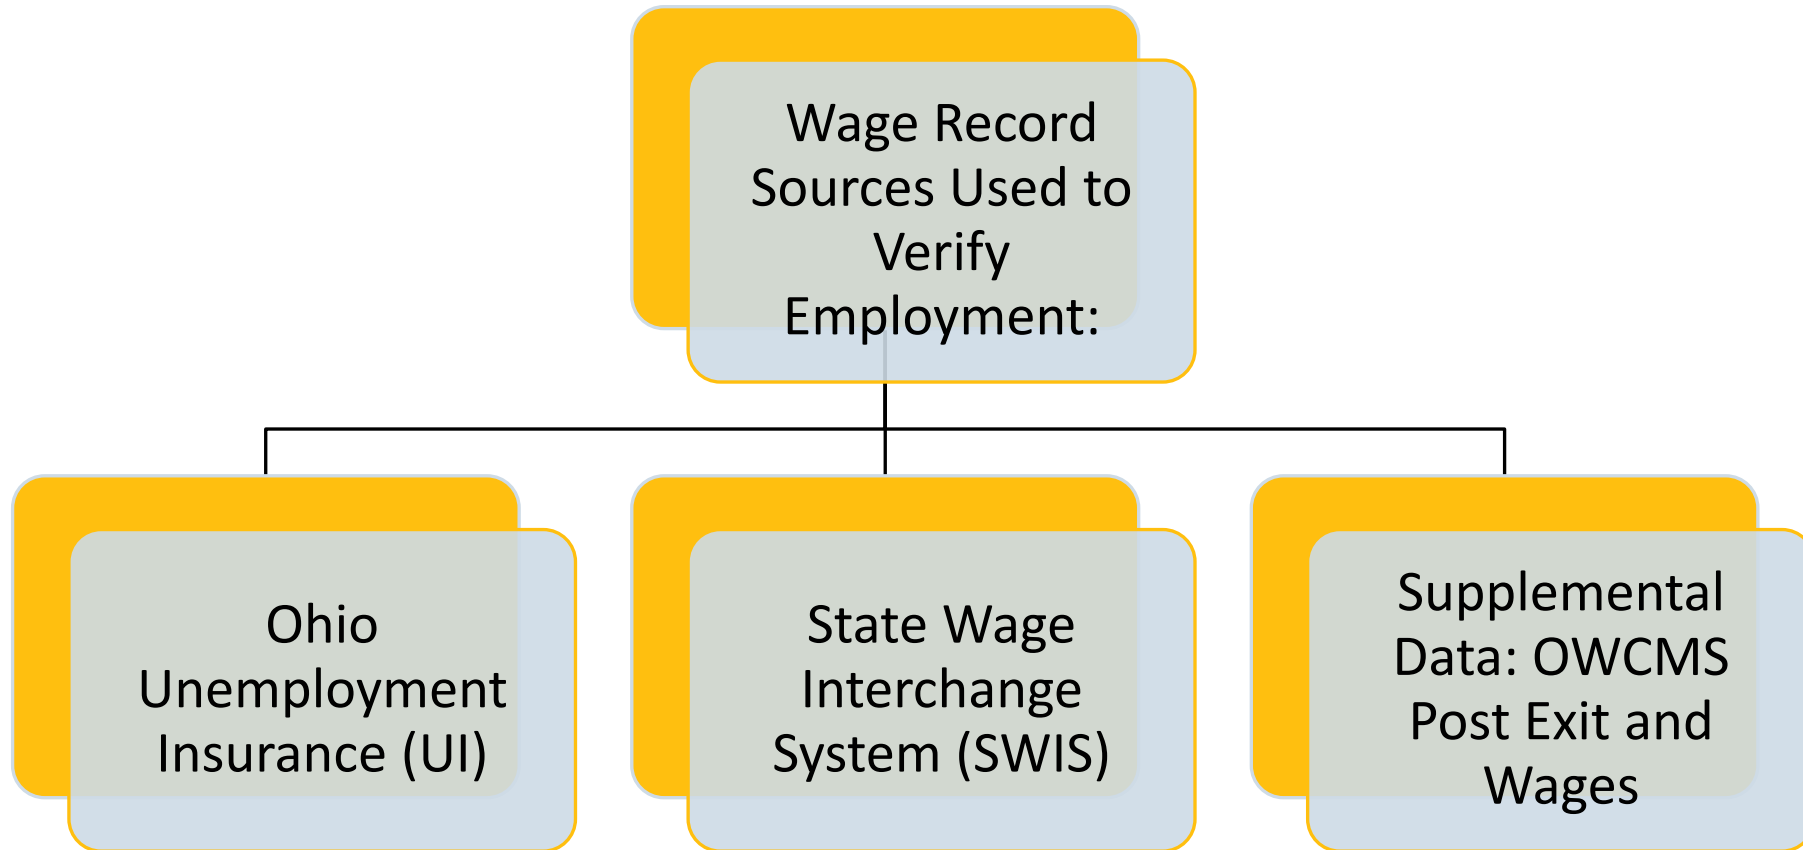 Wage Record
Sources Used to
Verify
Employment:
Ohio
Unemployment
Insurance (UI)
State Wage
Interchange
System (SWIS)
Supplemental
Data: OWCMS
Post Exit and
Wages